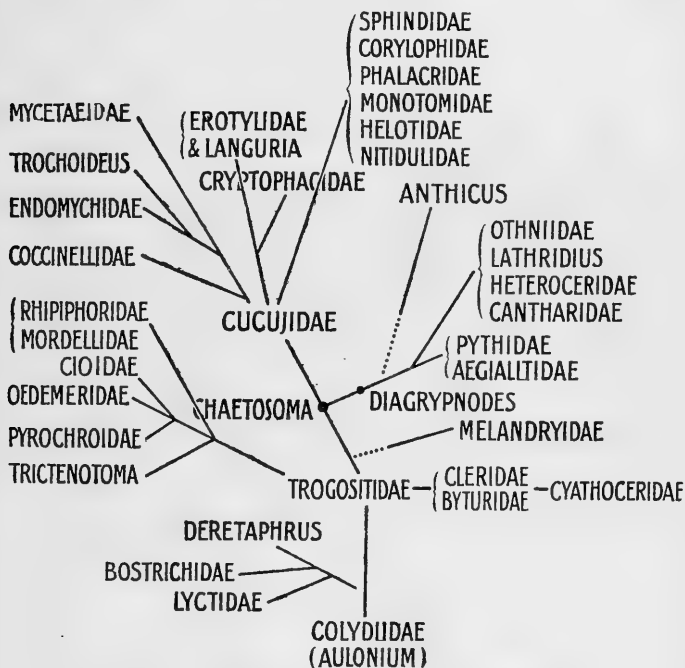 SPHINDIDAE
CORYLOPHIDAE
PHALACRIDAE
MONOTOMIDAE
HELOTIDAE
NITIDULIDAE
MYCETAEIDAE
EROTYLIDAE
& LANGURIA
CRYPTOPHAGIDAE
TROCHOIDEUS
ENDOMYCHIDAE
COCCINELLIDAE
ANTHICUS
OTHNIIDAE
LATHRIDIUS
HETEROCERIDAE
CANTHARIDAE
RHIPIPHORIDAE
MORDELLIDAE
CIOIDAE
OEDEMERIDAE
PYROCHROIDAE
TRICTENOTOMA
CUCUJIDAE
PYTHIDAE
AEGIALITIDAE
CHAETOSOMA
DIAGRYPNODES
MELANDRYIDAE
TROGOSITIDAE
CLERIDAE
BYTURIDAE
CYATHOCERIDAE
DERETAPHRUS
BOSTRICHIDAE
LYCTIDAE
COLYDIIDAE
(AULONIUM)